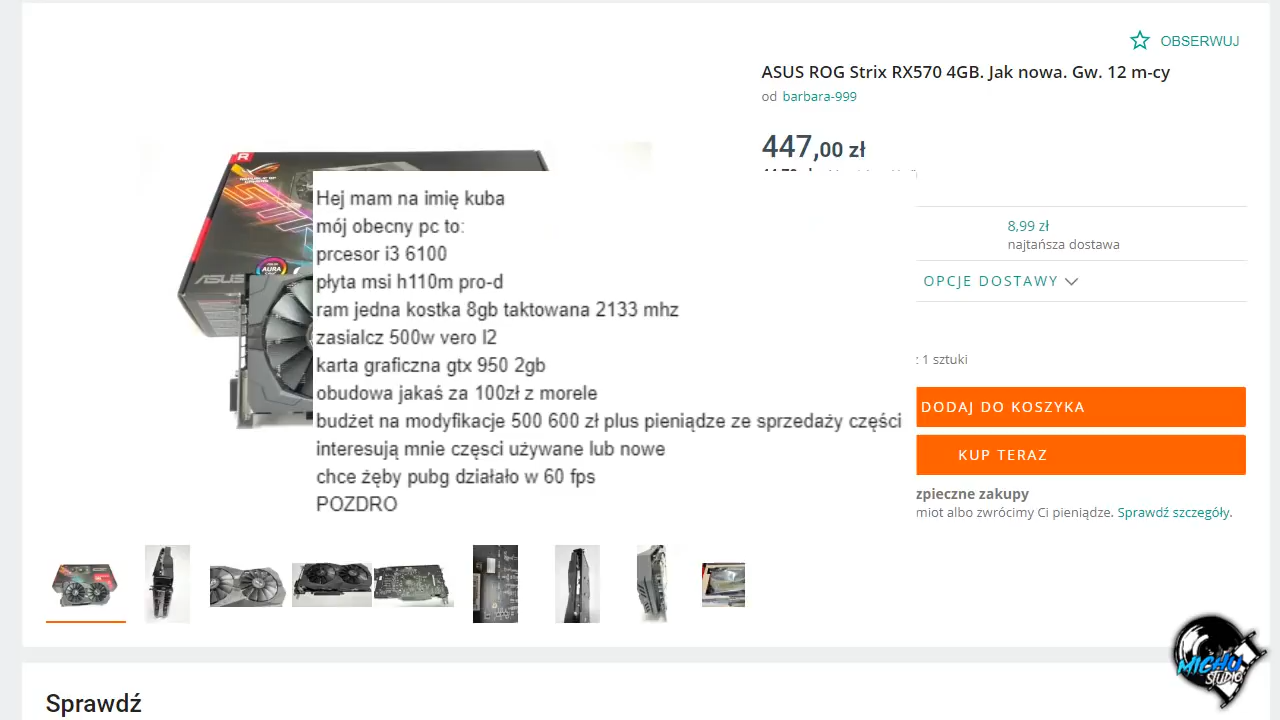 OBSERWUJ
ASUS ROG Strix RX570 4GB. Jak nowa. Gw. 12 m-cy
od barbara-999
447,00 zł
ASUS
AURA
Hej mam na imię kuba
mój obecny pc to:
prcesor i3 6100
płyta msi h110m pro-d
ram jedna kostka 8gb taktowana 2133 mhz
zasialcz 500w vero l2
karta graficzna gtx 950 2gb
obudowa jakaś za 100zł z morele
budżet na modyfikacje 500 600 zł plus pieniądze ze sprzedaży części
interesują mnie częsci używane lub nowe
chce żęby pubg działało w 60 fps
POZDRO
8,99 zł
najtańsza dostawa
OPCJE DOSTAWY
z 1 sztuki
DODAJ DO KOSZYKA
KUP TERAZ
zpieczne zakupy
miot albo zwrócimy Ci pieniądze. Sprawdź szczegóły.
MICHU
STUDIO
Sprawdź